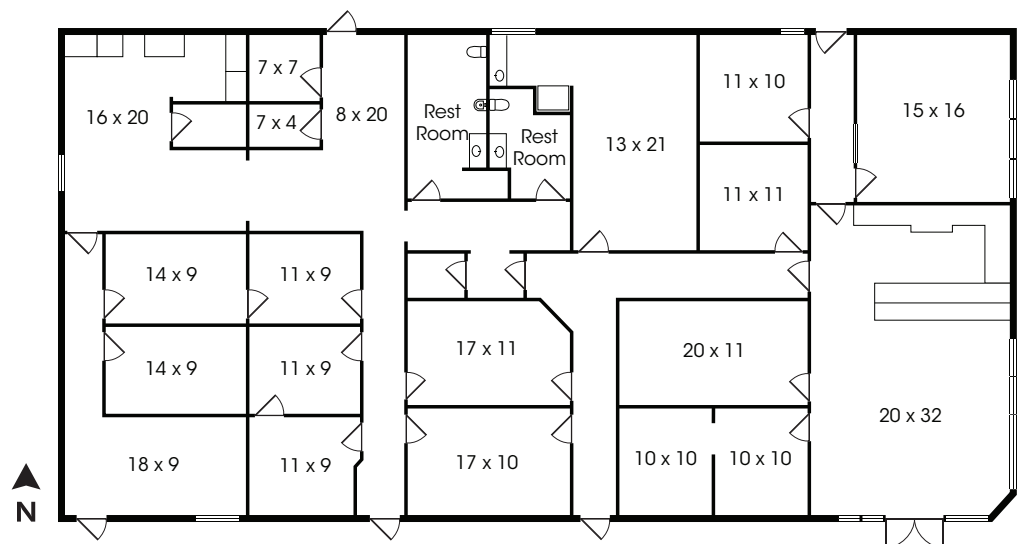 7 x 7
16 x 20
7 x 4
8 x 20
Rest
Room
Rest
Room
13 x 21
11 x 10
11 x 11
15 x 16
14 x 9
11 x 9
14 x 9
11 x 9
18 x 9
11 x 9
17 x 11
17 x 10
20 x 11
10 x 10
10 x 10
20 x 32
N